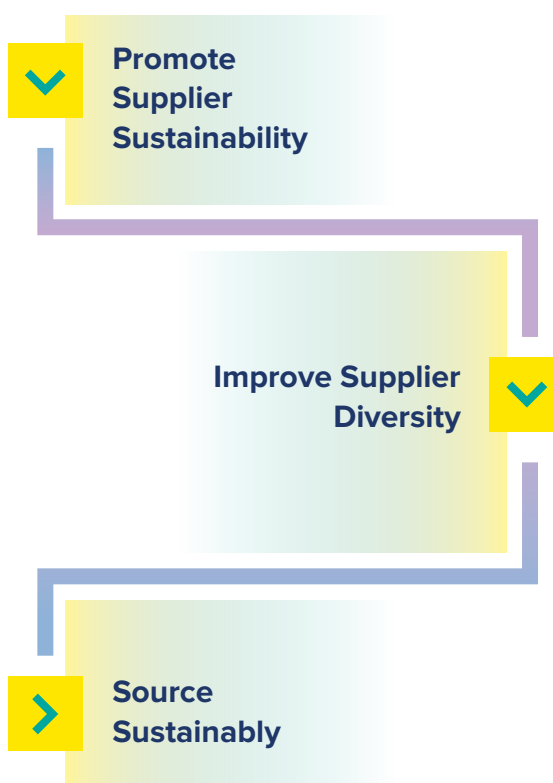 Promote
Supplier
Sustainability
Improve Supplier
Diversity
Source
Sustainably